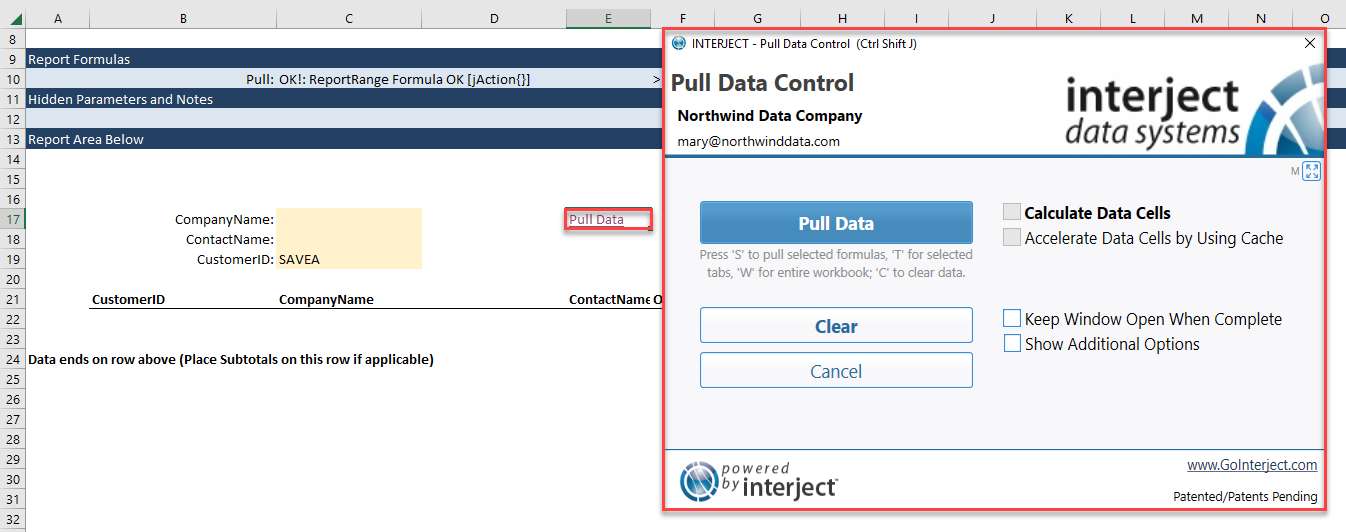 A B C D E F G H I J K L M N O
8
9 Report Formulas
10 Pull: OK!: ReportRange Formula OK [jAction{}] >
11 Hidden Parameters and Notes
12
13 Report Area Below
14
15
16
17 CompanyName: Pull Data
18 ContactName:
19 CustomerID: SAVEA
20
21 CustomerID CompanyName ContactName O
22
23
24 Data ends on row above (Place Subtotals on this row if applicable)
25
26
27
28
29
30
31
32
INTERJECT - Pull Data Control (Ctrl Shift J)
Pull Data Control
Northwind Data Company
mary@northwinddata.com
interject
data systems
M
Pull Data
Press 'S' to pull selected formulas, 'T' for selected
tabs, 'W' for entire workbook; 'C' to clear data.
Clear
Cancel
Calculate Data Cells
Accelerate Data Cells by Using Cache
Keep Window Open When Complete
Show Additional Options
powered
by interject
www.GoInterject.com
Patented/Patents Pending